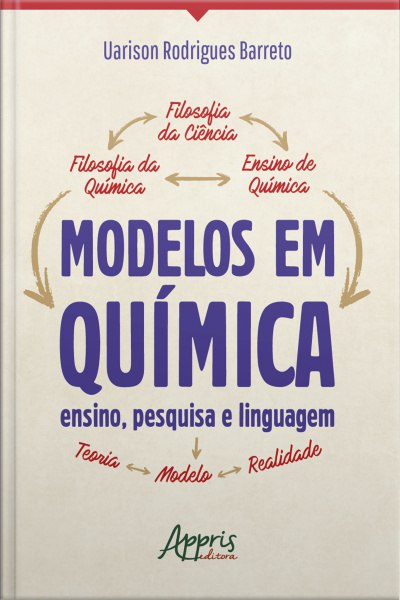 Uarison Rodrigues Barreto
Filosofia
da Ciência
Filosofia da
Química
Ensino de
Química
MODELOS EM
QUÍMICA
ensino, pesquisa e linguagem
Teoria
Modelo
Realidade
Appris
editora